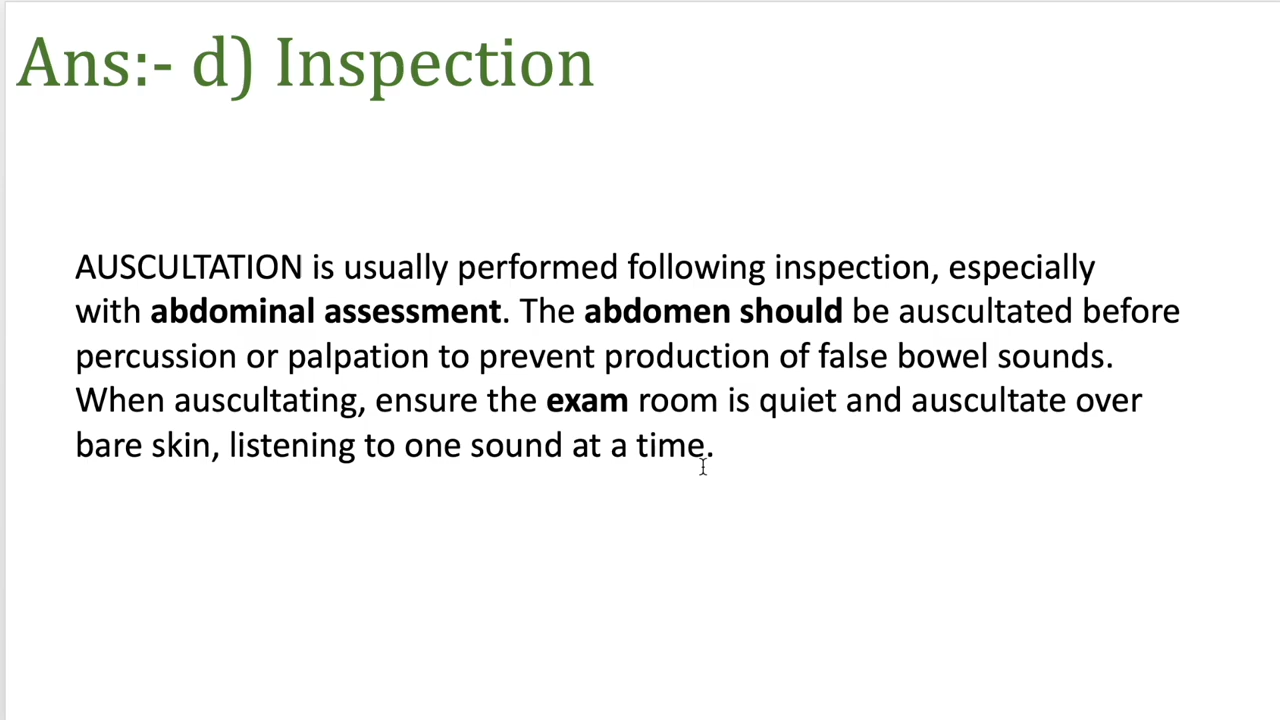 Ans:- d) Inspection
AUSCULTATION is usually performed following inspection, especially
with abdominal assessment. The abdomen should be auscultated before
percussion or palpation to prevent production of false bowel sounds.
When auscultating, ensure the exam room is quiet and auscultate over
bare skin, listening to one sound at a time.